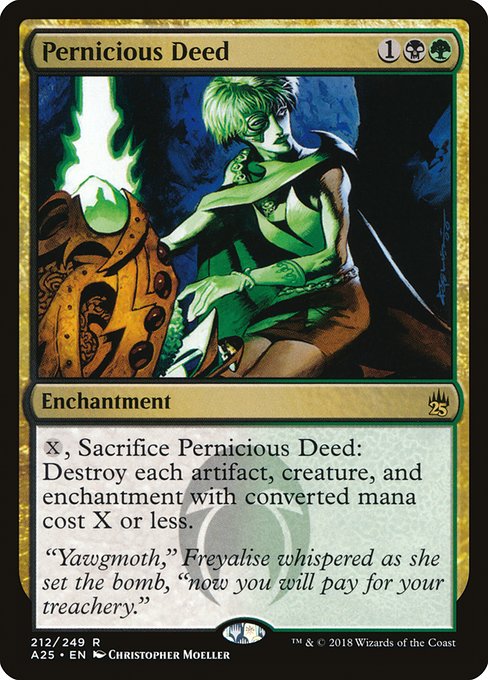 Pernicious Deed 1
Enchantment 25
X, Sacrifice Pernicious Deed:
Destroy each artifact, creature, and
enchantment with converted mana
cost X or less.
“Yawgmoth,” Freyalise whispered as she
set the bomb, “now you will pay for your
treachery.”
212/249 R ™ & © 2018 Wizards of the Coast
A25 • EN Christopher Moeller